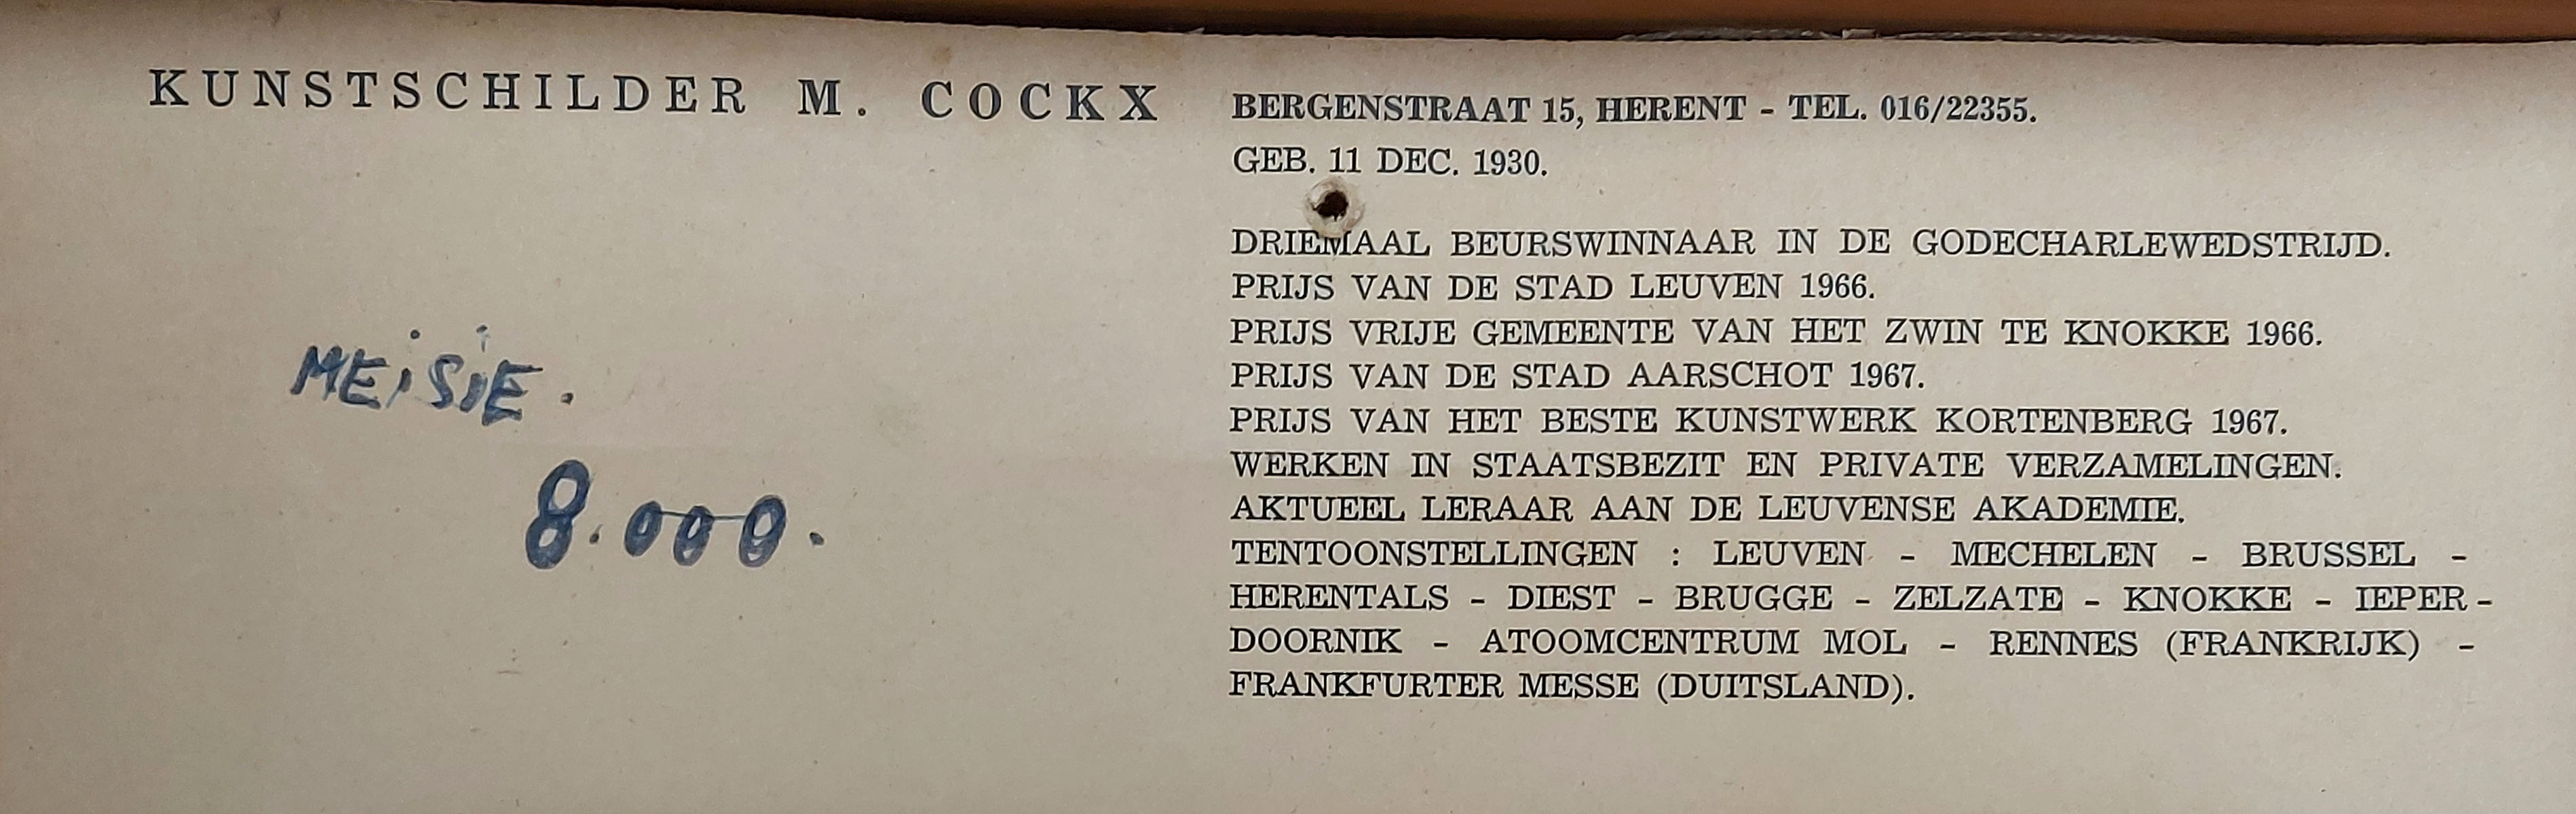 KUNSTSCHILDER M. COCKX
BERGENSTRAAT 15, HERENT - TEL. 016/22355.
GEB. 11 DEC. 1930.
DRIEMAAL BEURSWINNAAR IN DE GODECHARLEWEDSTRIJD.
PRIJS VAN DE STAD LEUVEN 1966.
PRIJS VRIJE GEMEENTE VAN HET ZWIN TE KNOKKE 1966.
PRIJS VAN DE STAD AARSCHOT 1967.
PRIJS VAN HET BESTE KUNSTWERK KORTENBERG 1967.
WERKEN IN STAATSBEZIT EN PRIVATE VERZAMELINGEN.
AKTUEEL LERAAR AAN DE LEUVENSE AKADEMIE.
TENTOONSTELLINGEN : LEUVEN - MECHELEN - BRUSSEL -
HERENTALS - DIEST - BRUGGE - ZELZATE - KNOKKE - IEPER -
DOORNIK - ATOOMCENTRUM MOL - RENNES (FRANKRIJK) -
FRANKFURTER MESSE (DUITSLAND).
MEiSiE.
8.000.